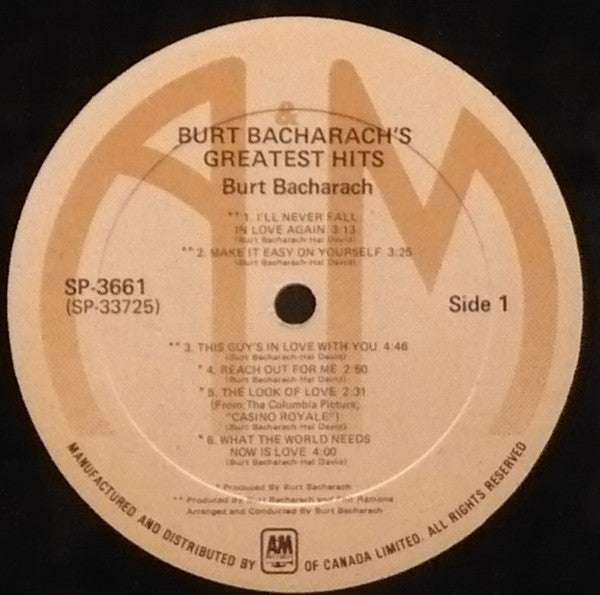 &
BURT BACHARACH'S
GREATEST HITS
Burt Bacharach
** 1. I'LL NEVER FALL
IN LOVE AGAIN 3:13
(Burt Bacharach-Hal David)
** 2. MAKE IT EASY ON YOURSELF 3:25
(Burt Bacharach-Hal David)
SP-3661
(SP-33725)
Side 1
** 3. THIS GUY'S IN LOVE WITH YOU 4:46
(Burt Bacharach-Hal David)
* 4. REACH OUT FOR ME 2:50
(Burt Bacharach-Hal David)
* 5. THE LOOK OF LOVE 2:31
(From The Columbia Picture,
"CASINO ROYALE")
(Burt Bacharach-Hal David)
* 6. WHAT THE WORLD NEEDS
NOW IS LOVE 4:00
(Burt Bacharach-Hal David)
* Produced By Burt Bacharach
** Produced By Burt Bacharach and Phil Ramone
Arranged and Conducted By Burt Bacharach
MANUFACTURED AND DISTRIBUTED BY AM RECORDS OF CANADA LIMITED. ALL RIGHTS RESERVED